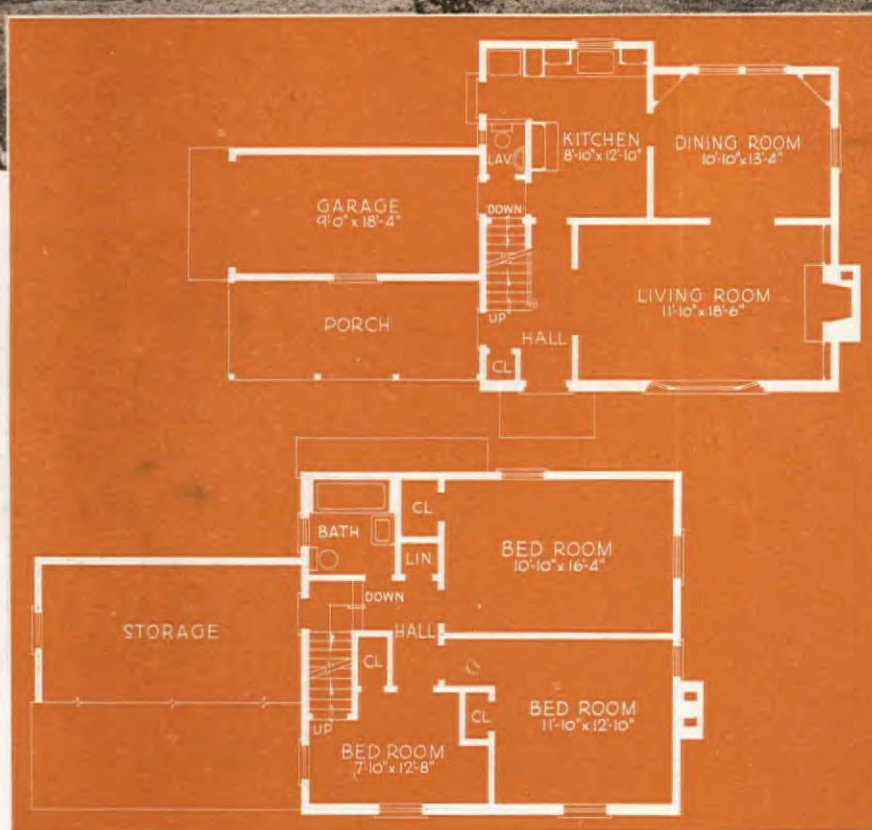 KITCHEN
8'-10" x 12'-10"
DINING ROOM
10'-10" x 13'-4"
LAV.
GARAGE
9'-0" x 18'-4"
DOWN
LIVING ROOM
11'-10" x 18'-6"
PORCH
UP
HALL
CL
CL
BATH
BED ROOM
10'-10" x 16'-4"
LIN
DOWN
STORAGE
HALL
CL
CL
BED ROOM
11'-10" x 12'-10"
UP
BED ROOM
7'-10" x 12'-8"